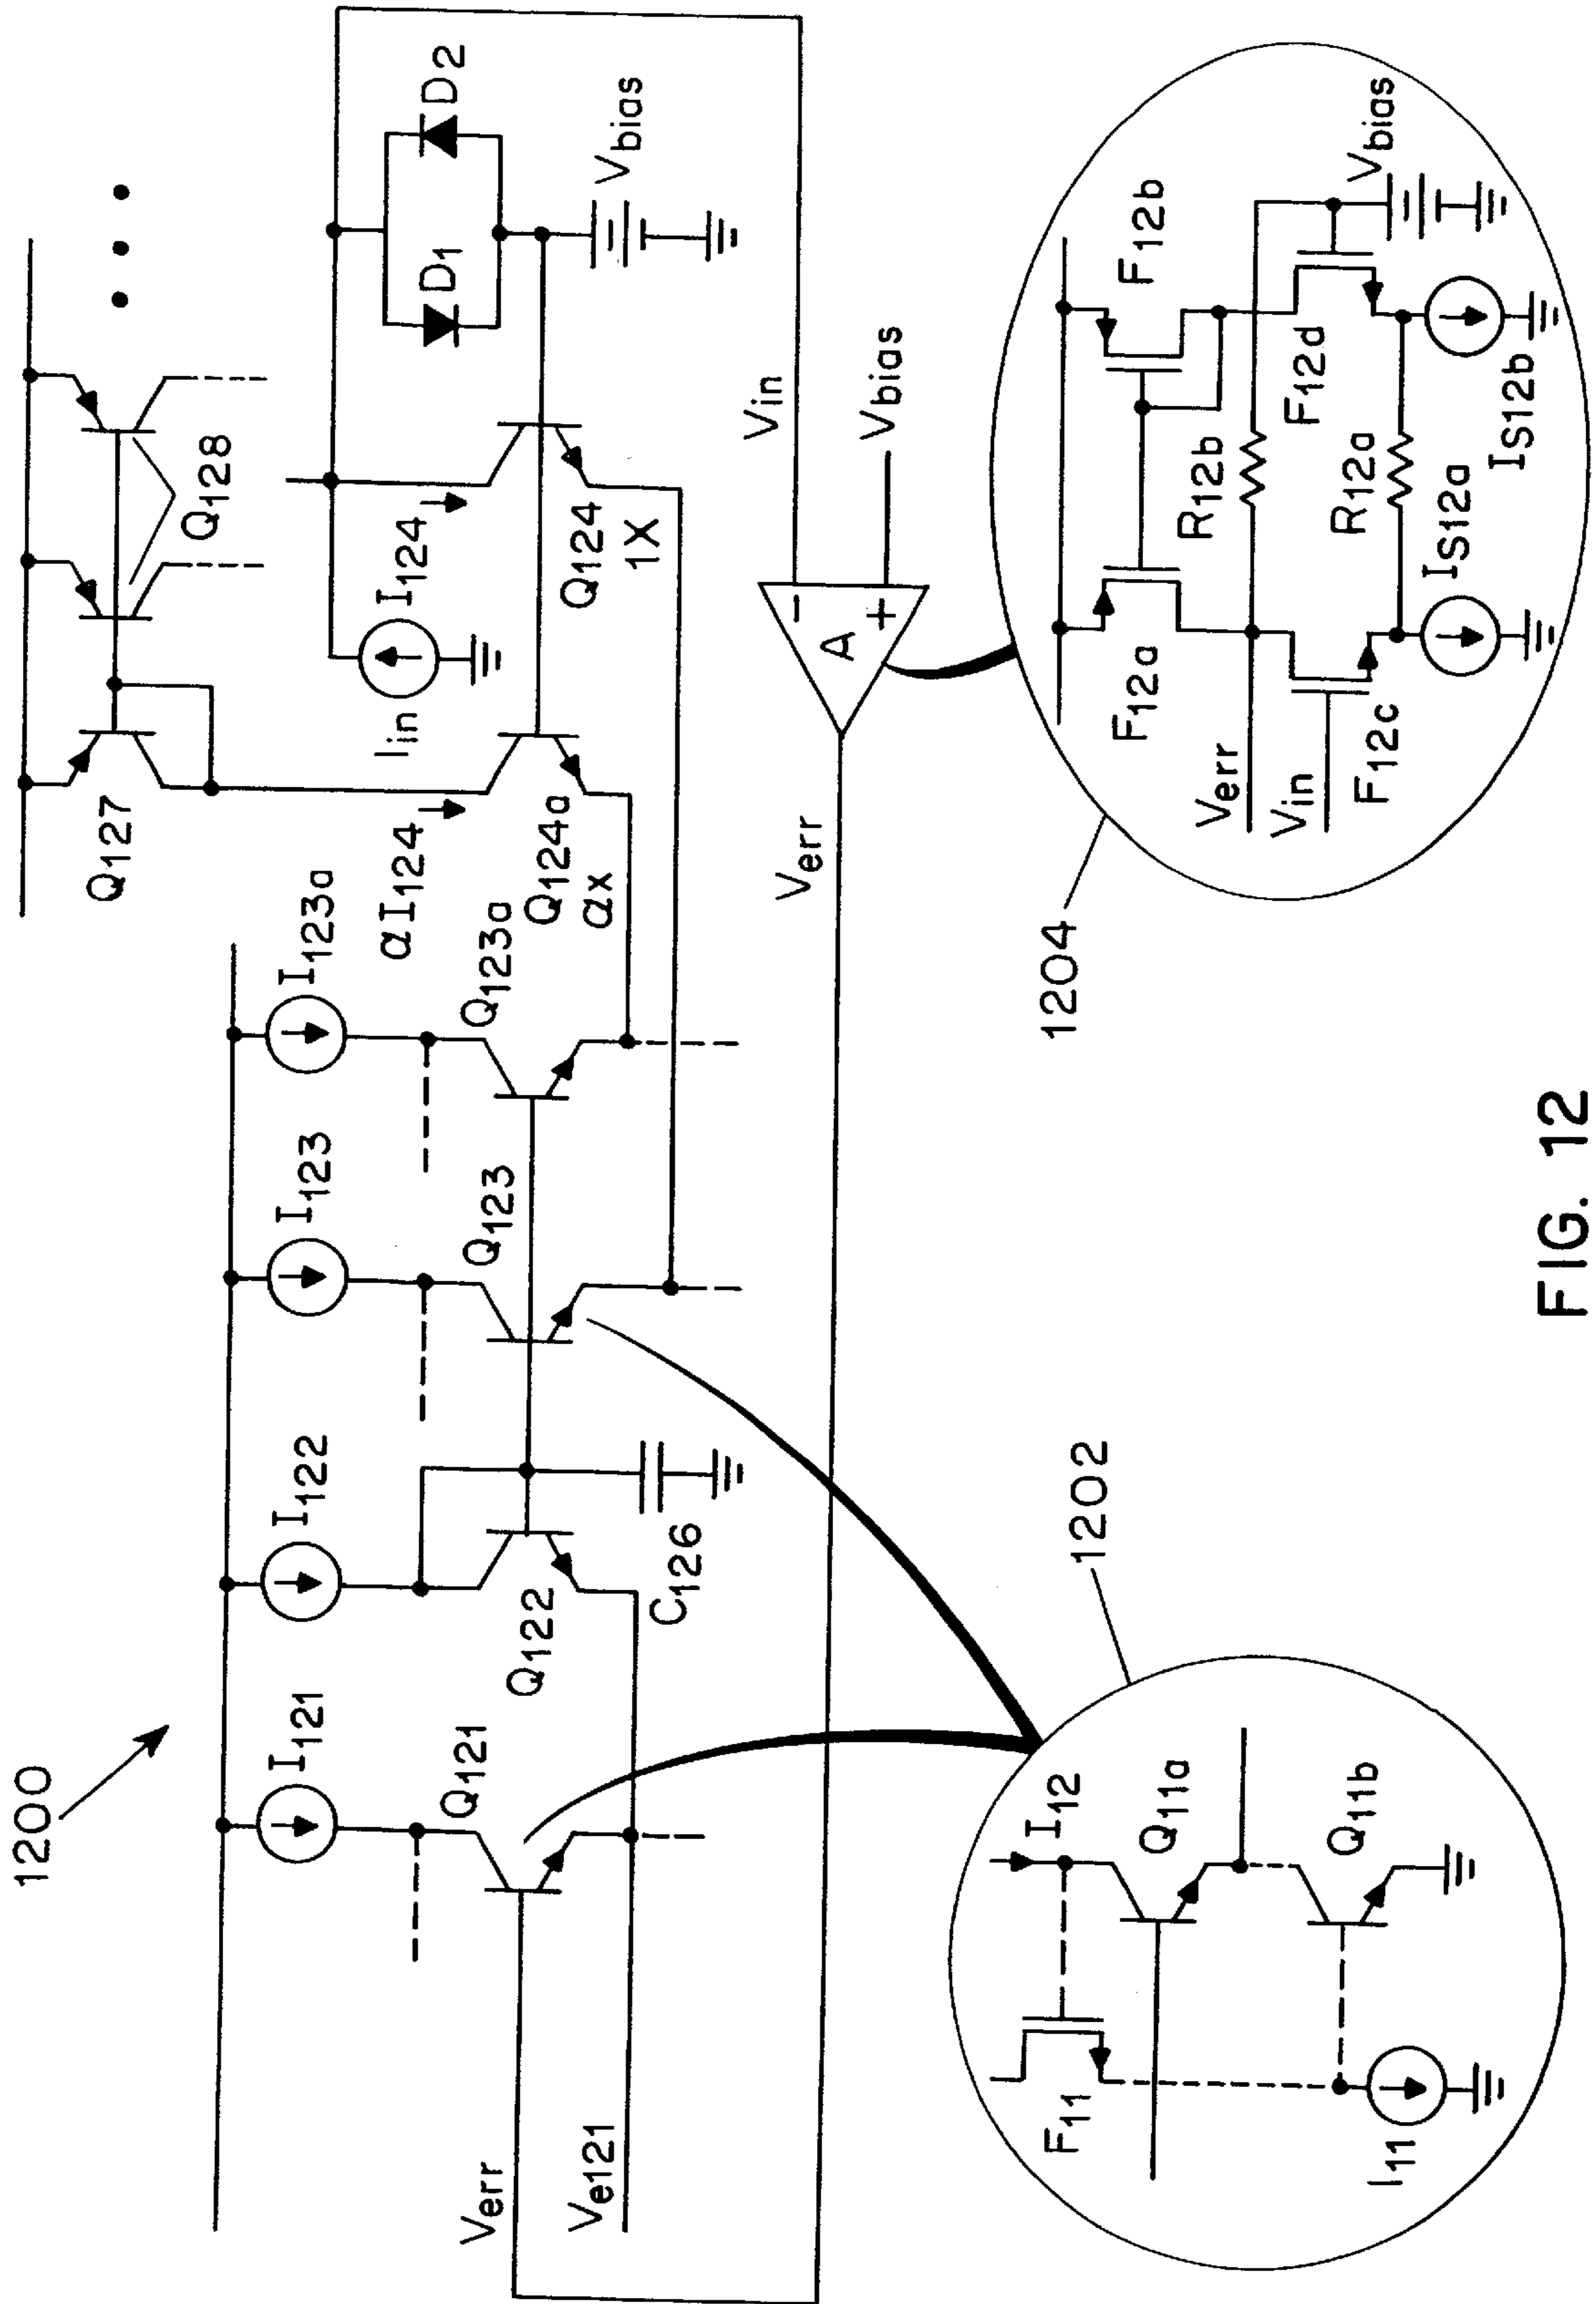 1200
I121
Q121
I122
Q122
C126
I123
Q123
I123a
Q123a
Q127
αI124
Q124a
αx
Q128
Iin
I124
Q124
1X
D1
D2
Vbias
Verr
Ve121
Verr
A
-
+
Vin
Vbias
1202
F11
I12
Q11a
Q11b
I11
1204
F12a
F12b
Verr
Vin
R12b
F12c
F12d
R12a
IS12a
IS12b
Vbias
FIG. 12